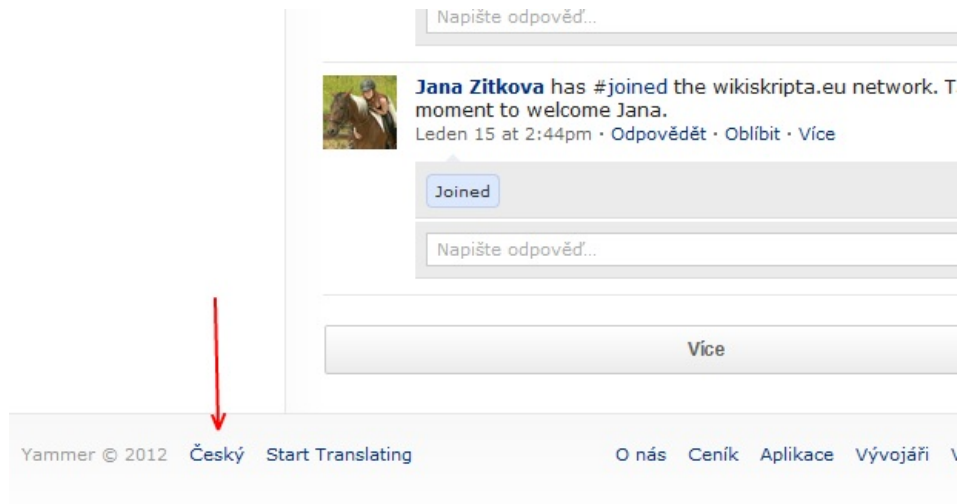 Napište odpověď...
Jana Zitkova has #joined the wikiskripta.eu network.
moment to welcome Jana.
Leden 15 at 2:44pm · Odpovědět · Oblíbit · Více
Joined
Napište odpověď...
Více
Yammer © 2012 Český Start Translating O nás Ceník Aplikace Vývojáři